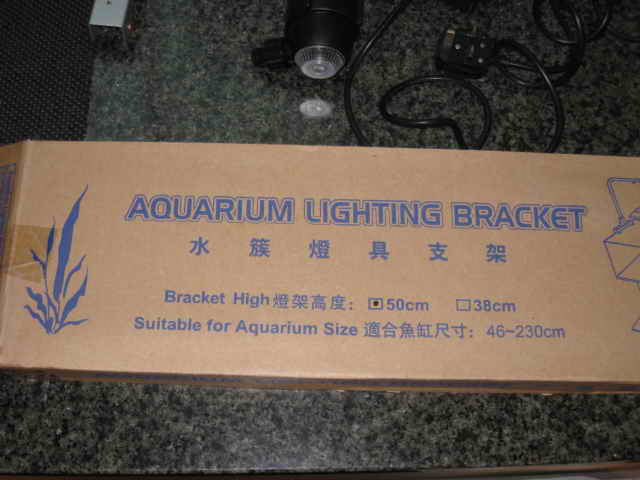 AQUARIUM LIGHTING BRACKET
水簇燈具支架
Bracket High 燈架高度： 50cm 38cm
Suitable for Aquarium Size 適合魚缸尺寸： 46~230cm